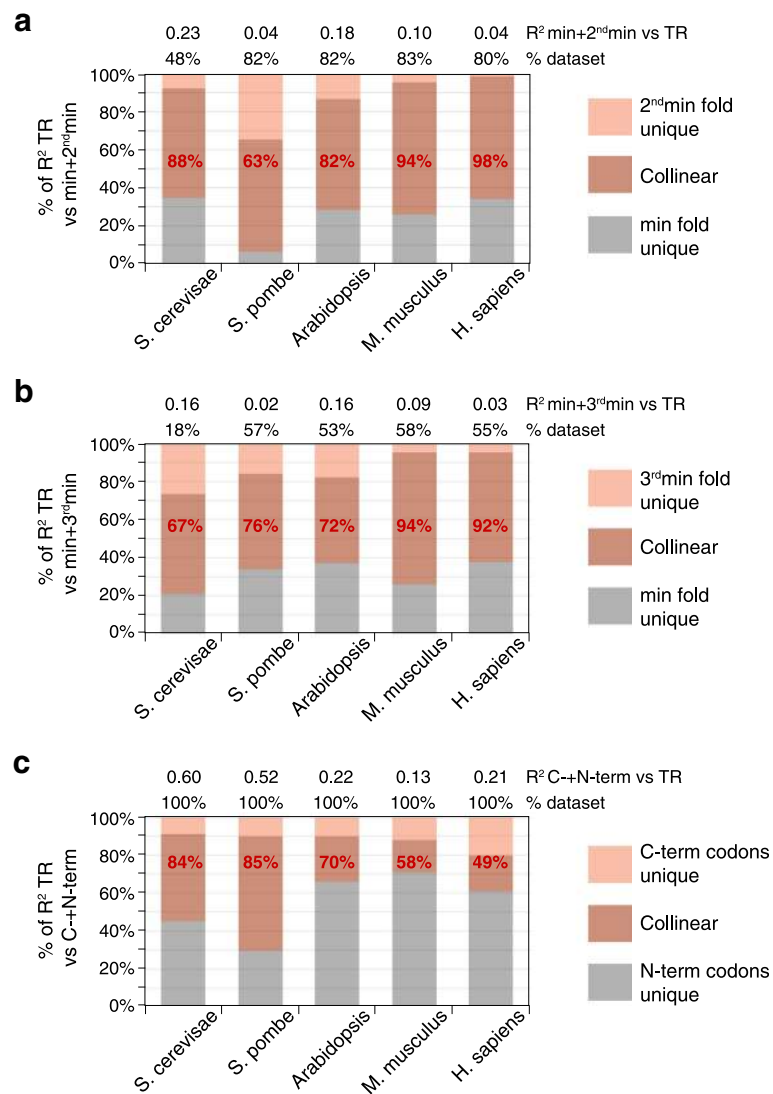 a
0.23 0.04 0.18 0.10 0.04 R² min+2ⁿᵈmin vs TR
48% 82% 82% 83% 80% % dataset
% of R² TR
vs min+2ⁿᵈmin
100%
80%
60%
40%
20%
0%
88% 63% 82% 94% 98%
S. cerevisae
S. pombe
Arabidopsis
M. musculus
H. sapiens
2ⁿᵈmin fold
unique
Collinear
min fold
unique
b
0.16 0.02 0.16 0.09 0.03 R² min+3ʳᵈmin vs TR
18% 57% 53% 58% 55% % dataset
% of R² TR
vs min+3ʳᵈmin
100%
80%
60%
40%
20%
0%
67% 76% 72% 94% 92%
S. cerevisae
S. pombe
Arabidopsis
M. musculus
H. sapiens
3ʳᵈmin fold
unique
Collinear
min fold
unique
c
0.60 0.52 0.22 0.13 0.21 R² C-+N-term vs TR
100% 100% 100% 100% 100% % dataset
% of R² TR
vs C-+N-term
100%
80%
60%
40%
20%
0%
84% 85% 70% 58% 49%
S. cerevisae
S. pombe
Arabidopsis
M. musculus
H. sapiens
C-term codons
unique
Collinear
N-term codons
unique